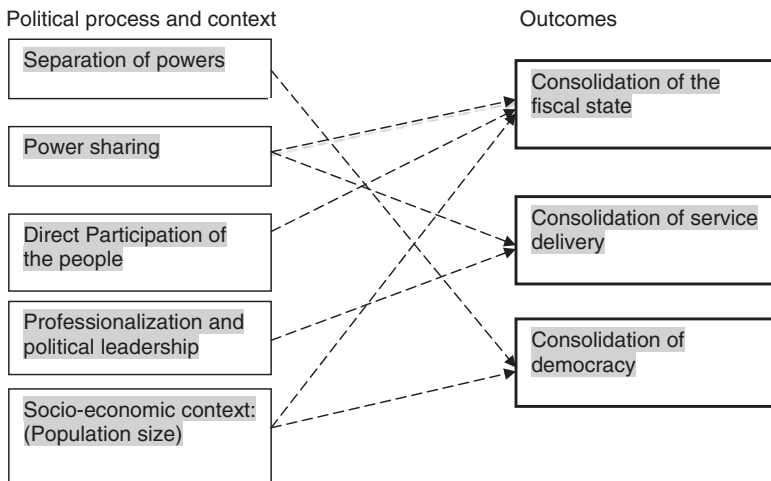 Political process and context
Separation of powers
Power sharing
Direct Participation of
the people
Professionalization and
political leadership
Socio-economic context:
(Population size)
Outcomes
Consolidation of the
fiscal state
Consolidation of service
delivery
Consolidation of
democracy